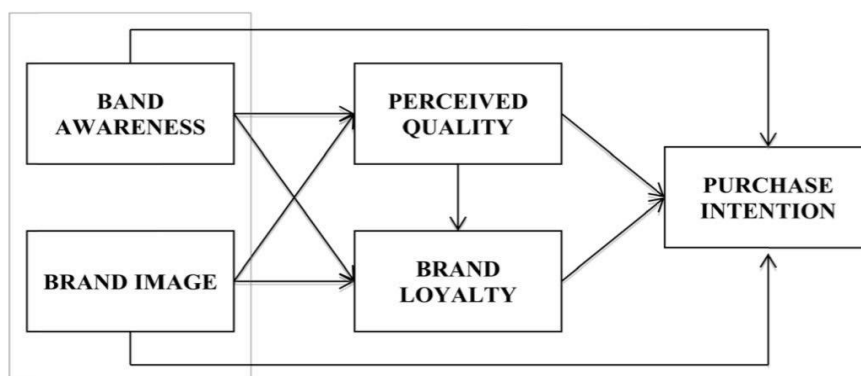 BAND
AWARENESS
PERCEIVED
QUALITY
PURCHASE
INTENTION
BRAND IMAGE
BRAND
LOYALTY